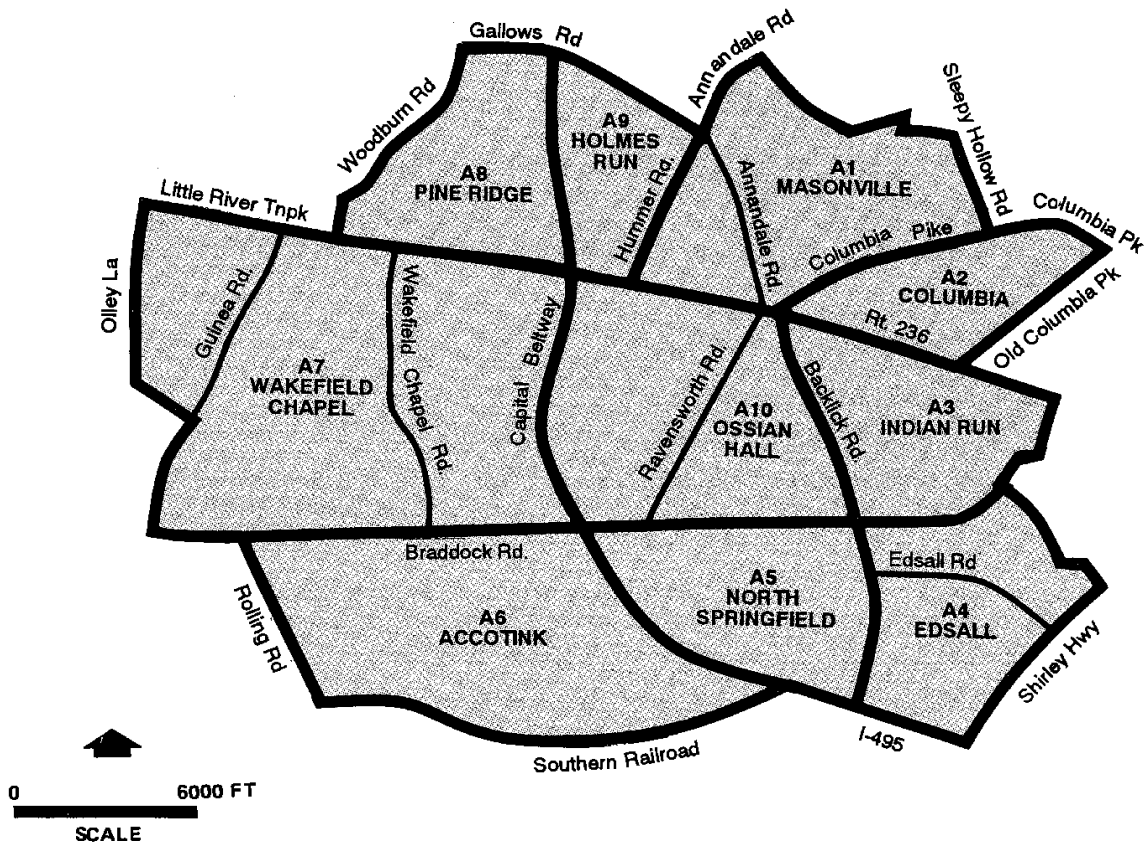 Gallows Rd
Annandale Rd
Woodburn Rd
Sleepy Hollow Rd
A9
HOLMES
RUN
A8
PINE RIDGE
A1
MASONVILLE
Hummer Rd.
Annandale Rd.
Little River Tnpk
Columbia Pike
Columbia Pk
Olley La
Guinea Rd.
Wakefield Chapel Rd.
Capital Beltway
A2
COLUMBIA
Rt. 236
Old Columbia Pk
Ravensworth Rd.
Backlick Rd.
A7
WAKEFIELD
CHAPEL
A10
OSSIAN
HALL
A3
INDIAN RUN
Braddock Rd.
Edsall Rd
Rolling Rd
A6
ACCOTINK
A5
NORTH
SPRINGFIELD
A4
EDSALL
Shirley Hwy
I-495
Southern Railroad
0 6000 FT
SCALE